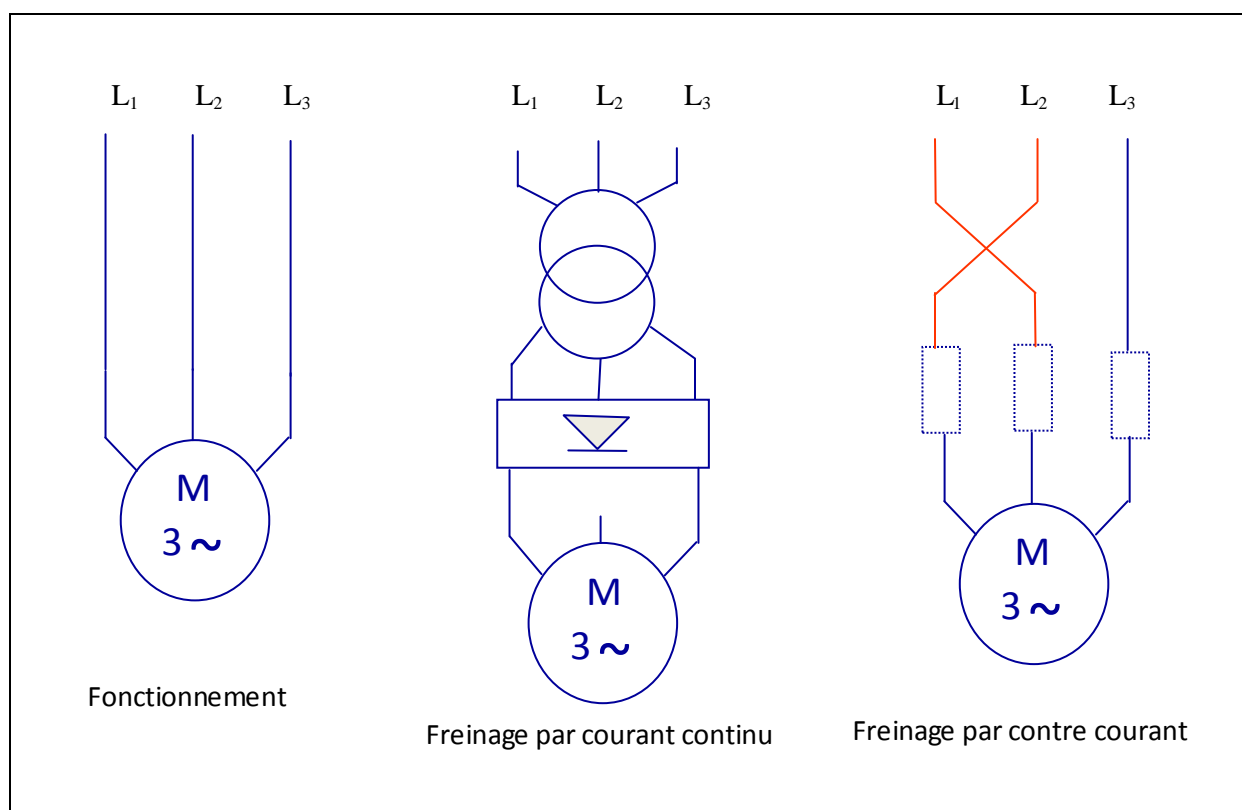 L₁ L₂ L₃
M
3 ~
Fonctionnement
L₁ L₂ L₃
M
3 ~
Freinage par courant continu
L₁ L₂ L₃
M
3 ~
Freinage par contre courant